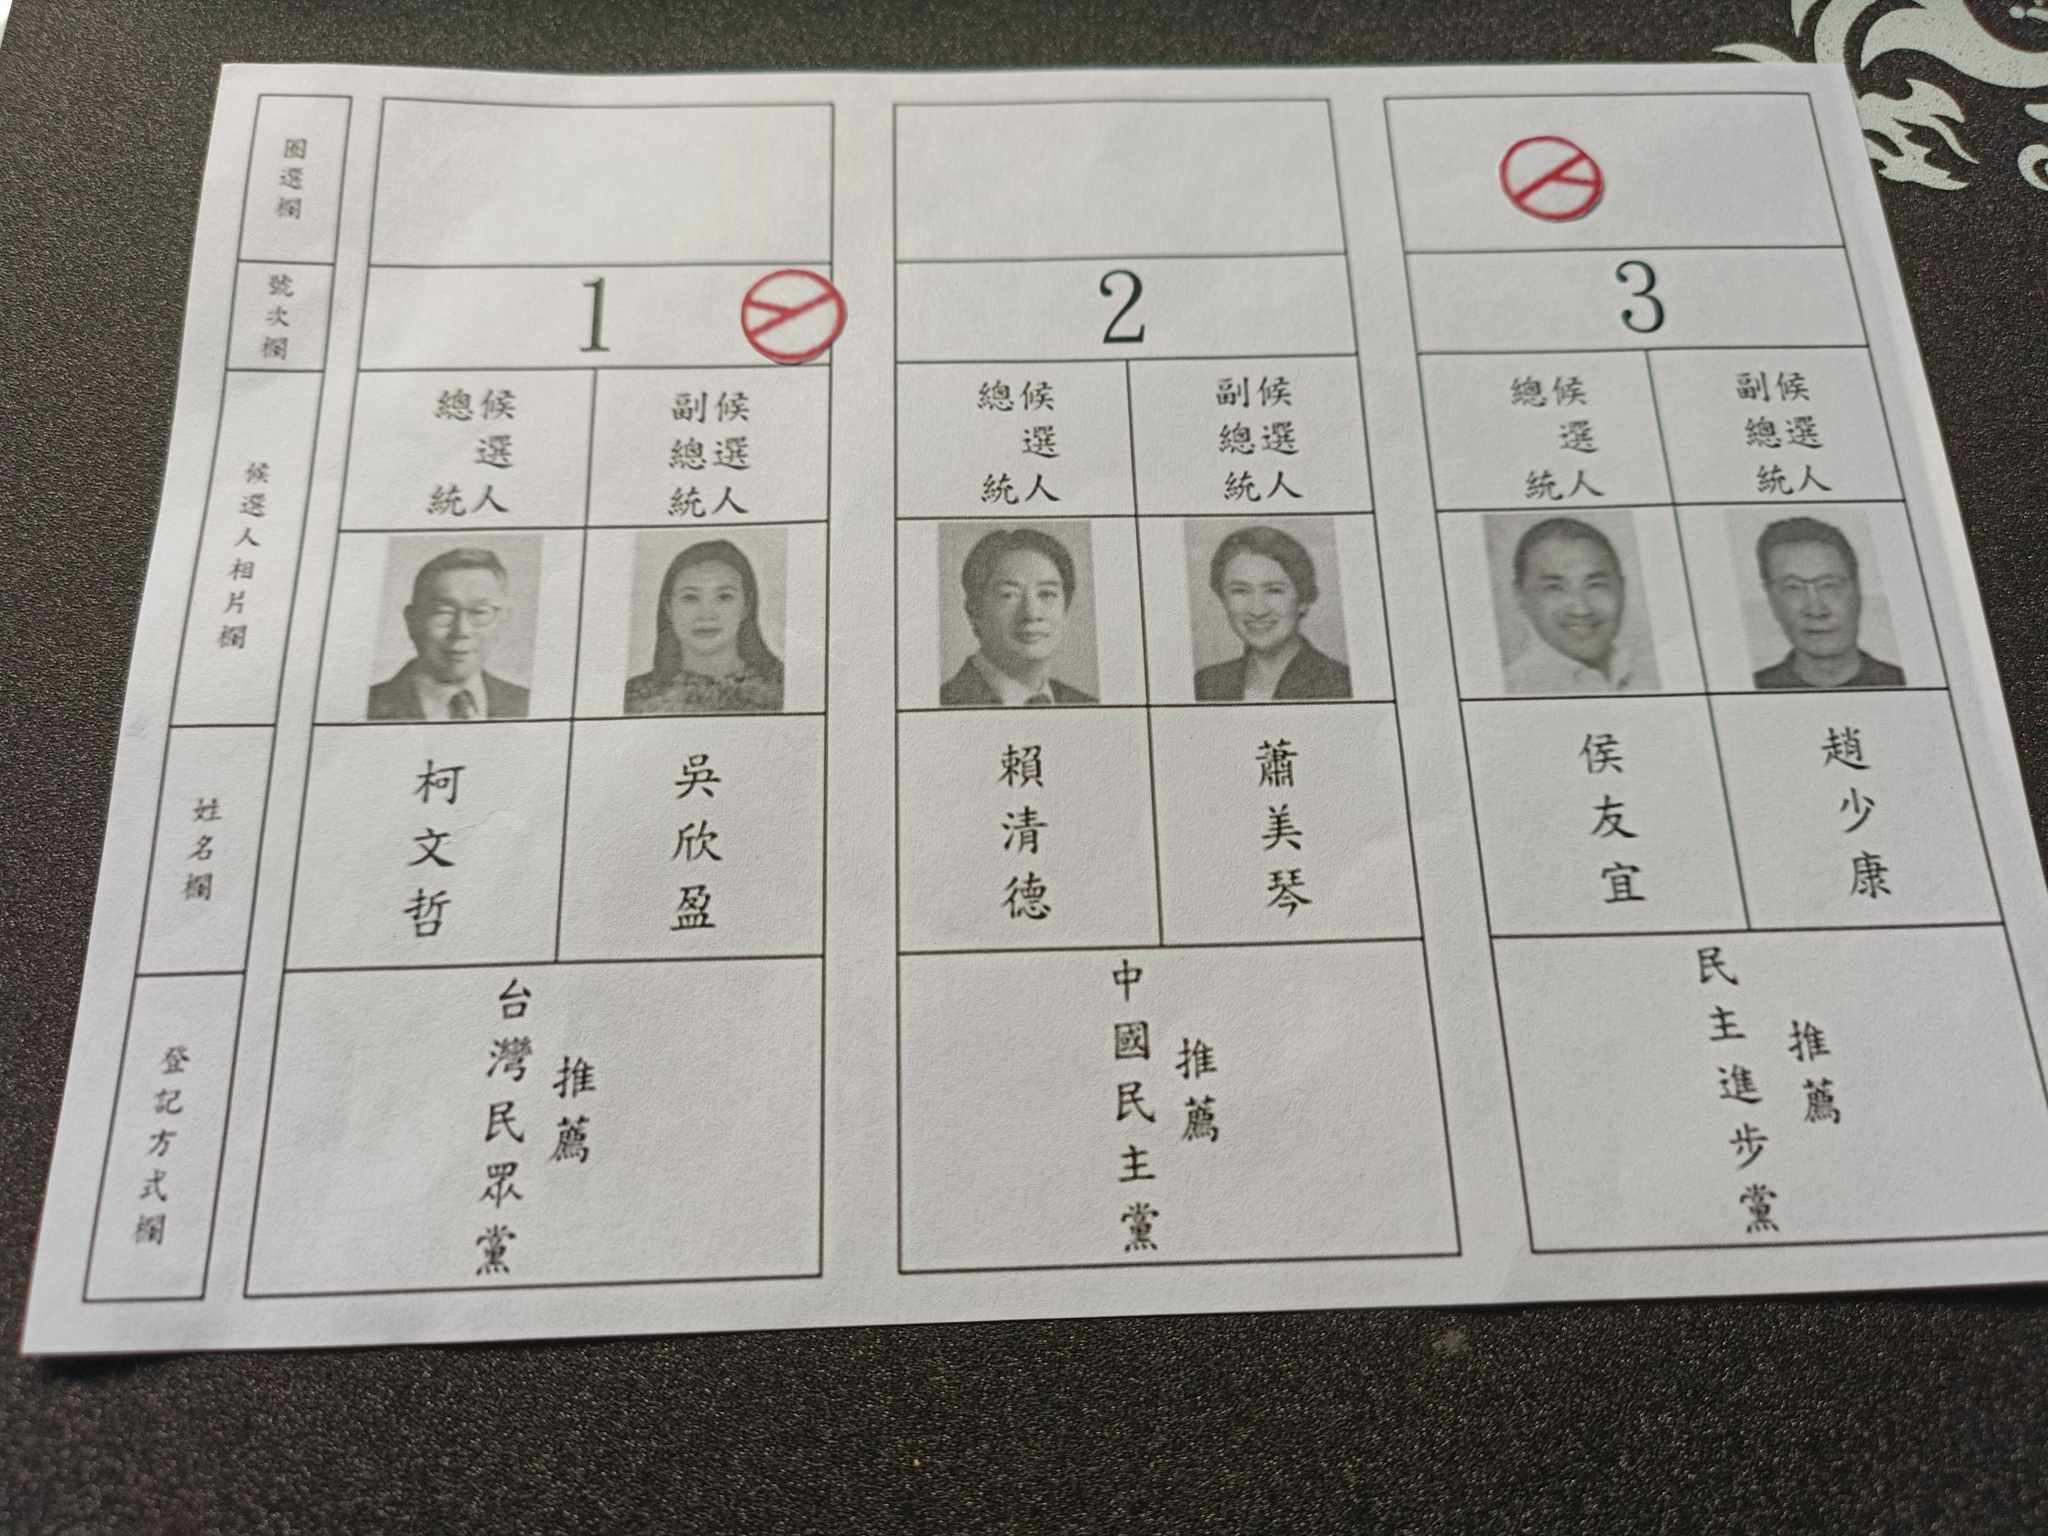 圈選欄
號次欄
候選人相片欄
姓名欄
登記方式欄
1
總統候選人
副總統候選人
柯文哲
吳欣盈
台灣民眾黨
推薦
2
總統候選人
副總統候選人
賴清德
蕭美琴
中國民主黨
推薦
3
總統候選人
副總統候選人
侯友宜
趙少康
民主進步黨
推薦